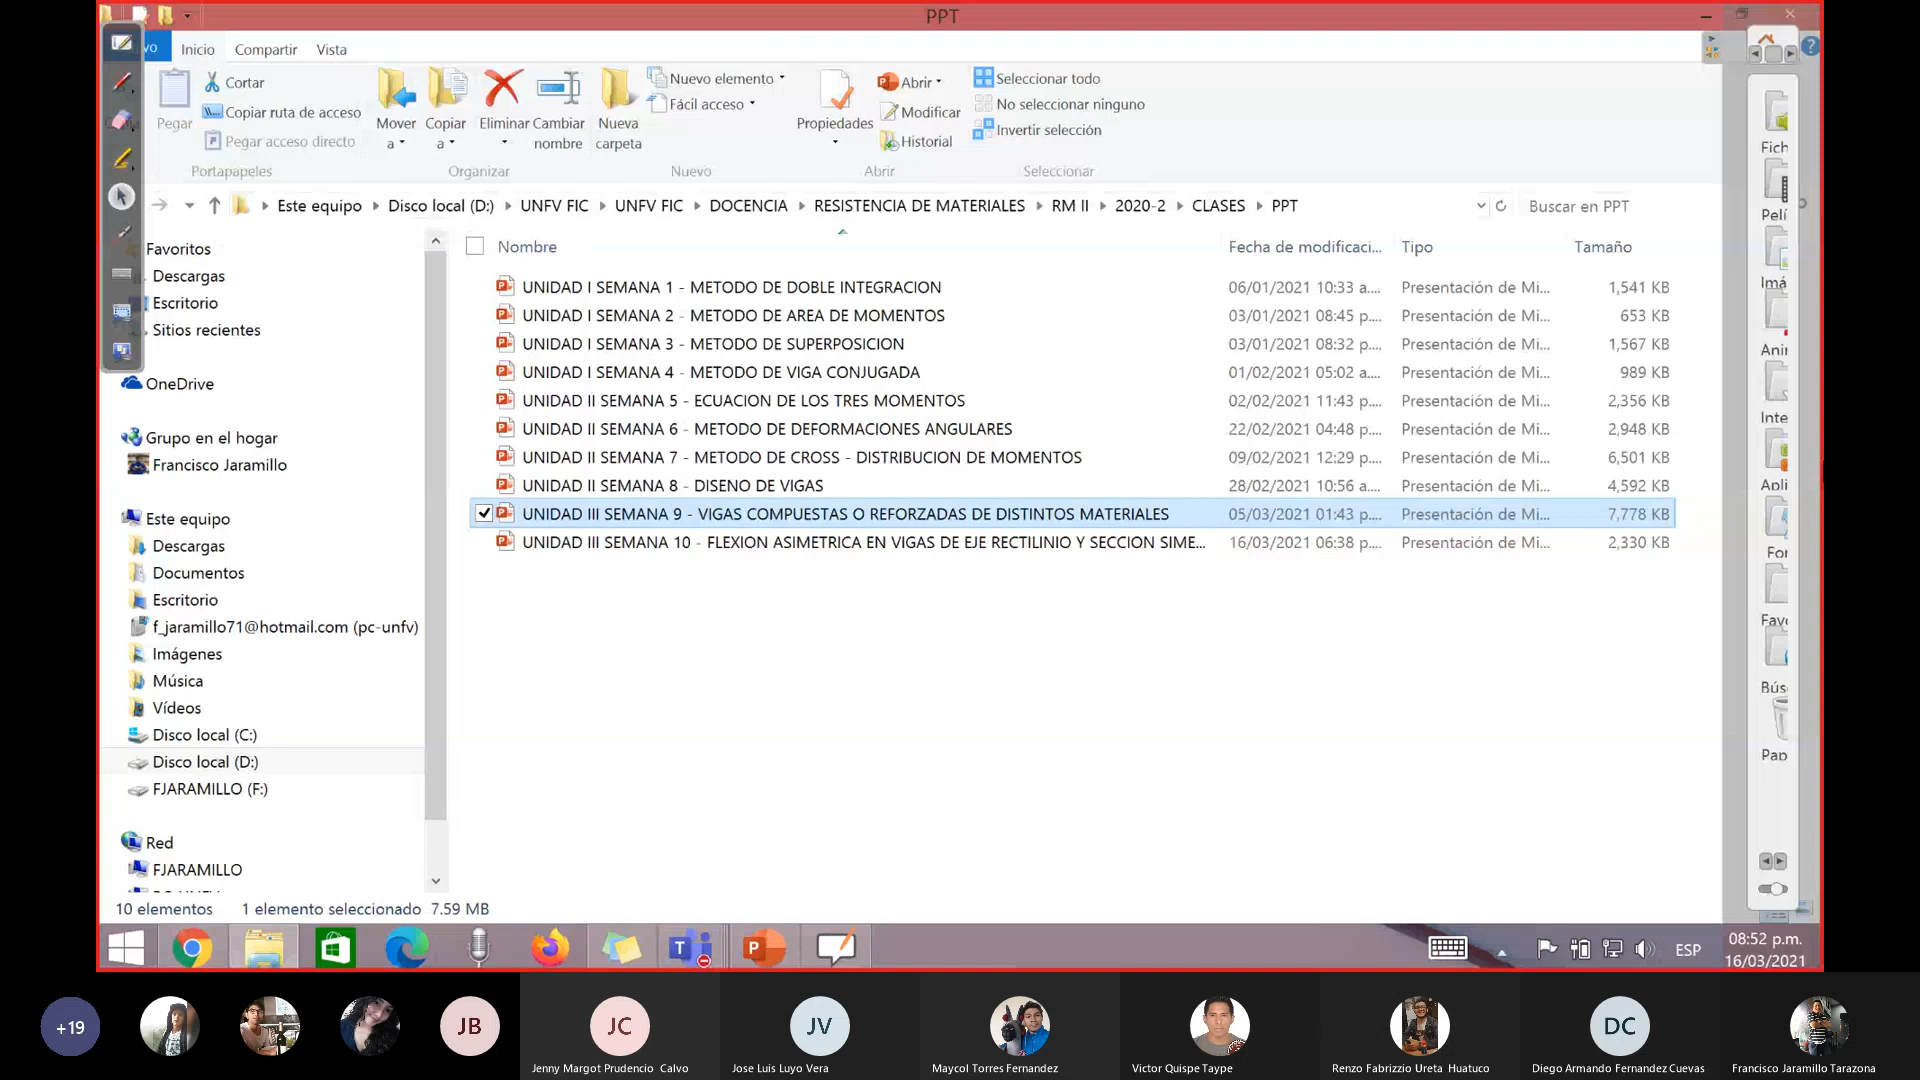 PPT
Inicio Compartir Vista
Cortar
Copiar ruta de acceso
Pegar acceso directo
Pegar
Portapapeles
Mover a
Copiar a
Eliminar
Cambiar nombre
Organizar
Nueva carpeta
Nuevo elemento
Fácil acceso
Nuevo
Propiedades
Abrir
Modificar
Historial
Abrir
Seleccionar todo
No seleccionar ninguno
Invertir selección
Seleccionar
Este equipo Disco local (D:) UNFV FIC UNFV FIC DOCENCIA RESISTENCIA DE MATERIALES RM II 2020-2 CLASES PPT
Buscar en PPT
Favoritos
Descargas
Escritorio
Sitios recientes
OneDrive
Grupo en el hogar
Francisco Jaramillo
Este equipo
Descargas
Documentos
Escritorio
f_jaramillo71@hotmail.com (pc-unfv)
Imágenes
Música
Vídeos
Disco local (C:)
Disco local (D:)
FJARAMILLO (F:)
Red
FJARAMILLO
Nombre Fecha de modificaci... Tipo Tamaño
UNIDAD I SEMANA 1 - METODO DE DOBLE INTEGRACION 06/01/2021 10:33 a.... Presentación de Mi... 1,541 KB
UNIDAD I SEMANA 2 - METODO DE AREA DE MOMENTOS 03/01/2021 08:45 p.... Presentación de Mi... 653 KB
UNIDAD I SEMANA 3 - METODO DE SUPERPOSICION 03/01/2021 08:32 p.... Presentación de Mi... 1,567 KB
UNIDAD I SEMANA 4 - METODO DE VIGA CONJUGADA 01/02/2021 05:02 a.... Presentación de Mi... 989 KB
UNIDAD II SEMANA 5 - ECUACION DE LOS TRES MOMENTOS 02/02/2021 11:43 p.... Presentación de Mi... 2,356 KB
UNIDAD II SEMANA 6 - METODO DE DEFORMACIONES ANGULARES 22/02/2021 04:48 p.... Presentación de Mi... 2,948 KB
UNIDAD II SEMANA 7 - METODO DE CROSS - DISTRIBUCION DE MOMENTOS 09/02/2021 12:29 p.... Presentación de Mi... 6,501 KB
UNIDAD II SEMANA 8 - DISENO DE VIGAS 28/02/2021 10:56 a.... Presentación de Mi... 4,592 KB
UNIDAD III SEMANA 9 - VIGAS COMPUESTAS O REFORZADAS DE DISTINTOS MATERIALES 05/03/2021 01:43 p.... Presentación de Mi... 7,778 KB
UNIDAD III SEMANA 10 - FLEXION ASIMETRICA EN VIGAS DE EJE RECTILINIO Y SECCION SIME... 16/03/2021 06:38 p.... Presentación de Mi... 2,330 KB
Fich
Pelí
Imá
Anir
Inte
Apli
For
Favo
Bús
Pap
10 elementos 1 elemento seleccionado 7.59 MB
ESP
08:52 p.m.
16/03/2021
+19
JB
JC
JV
DC
Jenny Margot Prudencio Calvo
Jose Luis Luyo Vera
Maycol Torres Fernandez
Victor Quispe Taype
Renzo Fabrizzio Ureta Huatuco
Diego Armando Fernandez Cuevas
Francisco Jaramillo Tarazona